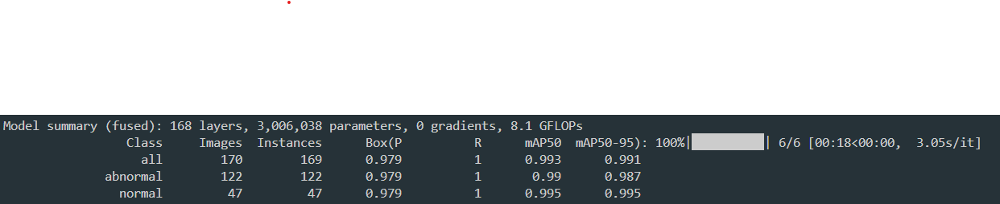 Model summary (fused): 168 layers, 3,006,038 parameters, 0 gradients, 8.1 GFLOPs
Class Images Instances Box(P R mAP50 mAP50-95): 100%|██████████| 6/6 [00:18<00:00, 3.05s/it]
all 170 169 0.979 1 0.993 0.991
abnormal 122 122 0.979 1 0.99 0.987
normal 47 47 0.979 1 0.995 0.995